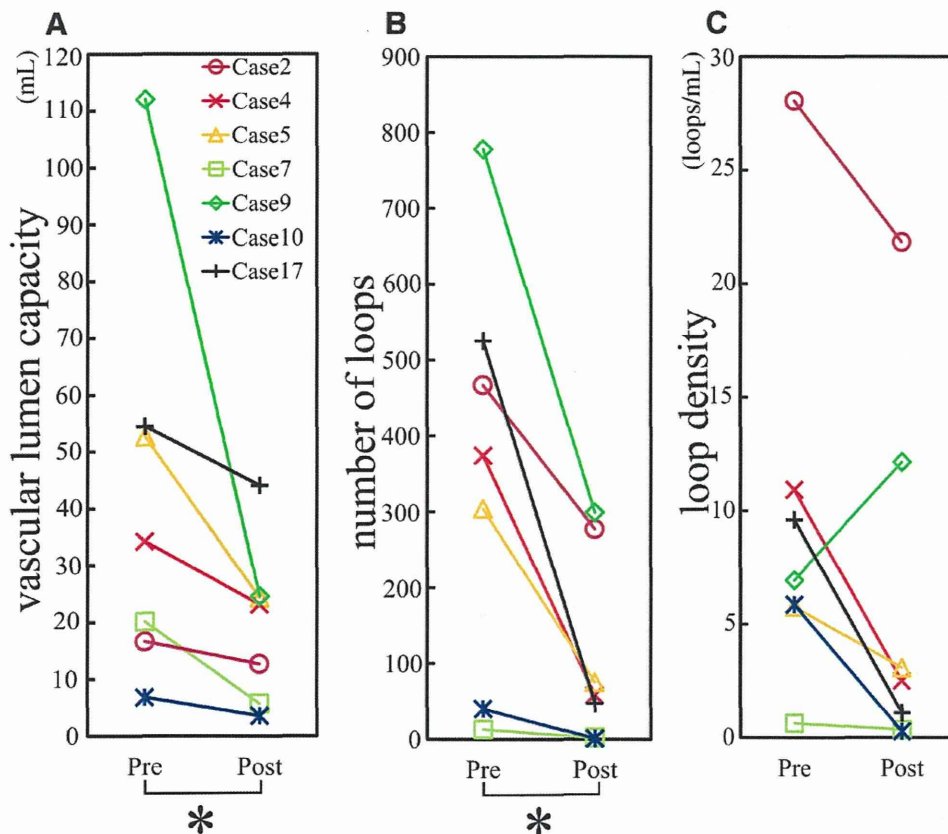 A
vascular lumen capacity
(mL)
120
110
100
90
80
70
60
50
40
30
20
10
0
Case2
Case4
Case5
Case7
Case9
Case10
Case17
Pre
Post
*
B
number of loops
900
800
700
600
500
400
300
200
100
0
Pre
Post
*
C
loop density
(loops/mL)
30
25
20
15
10
5
0
Pre
Post